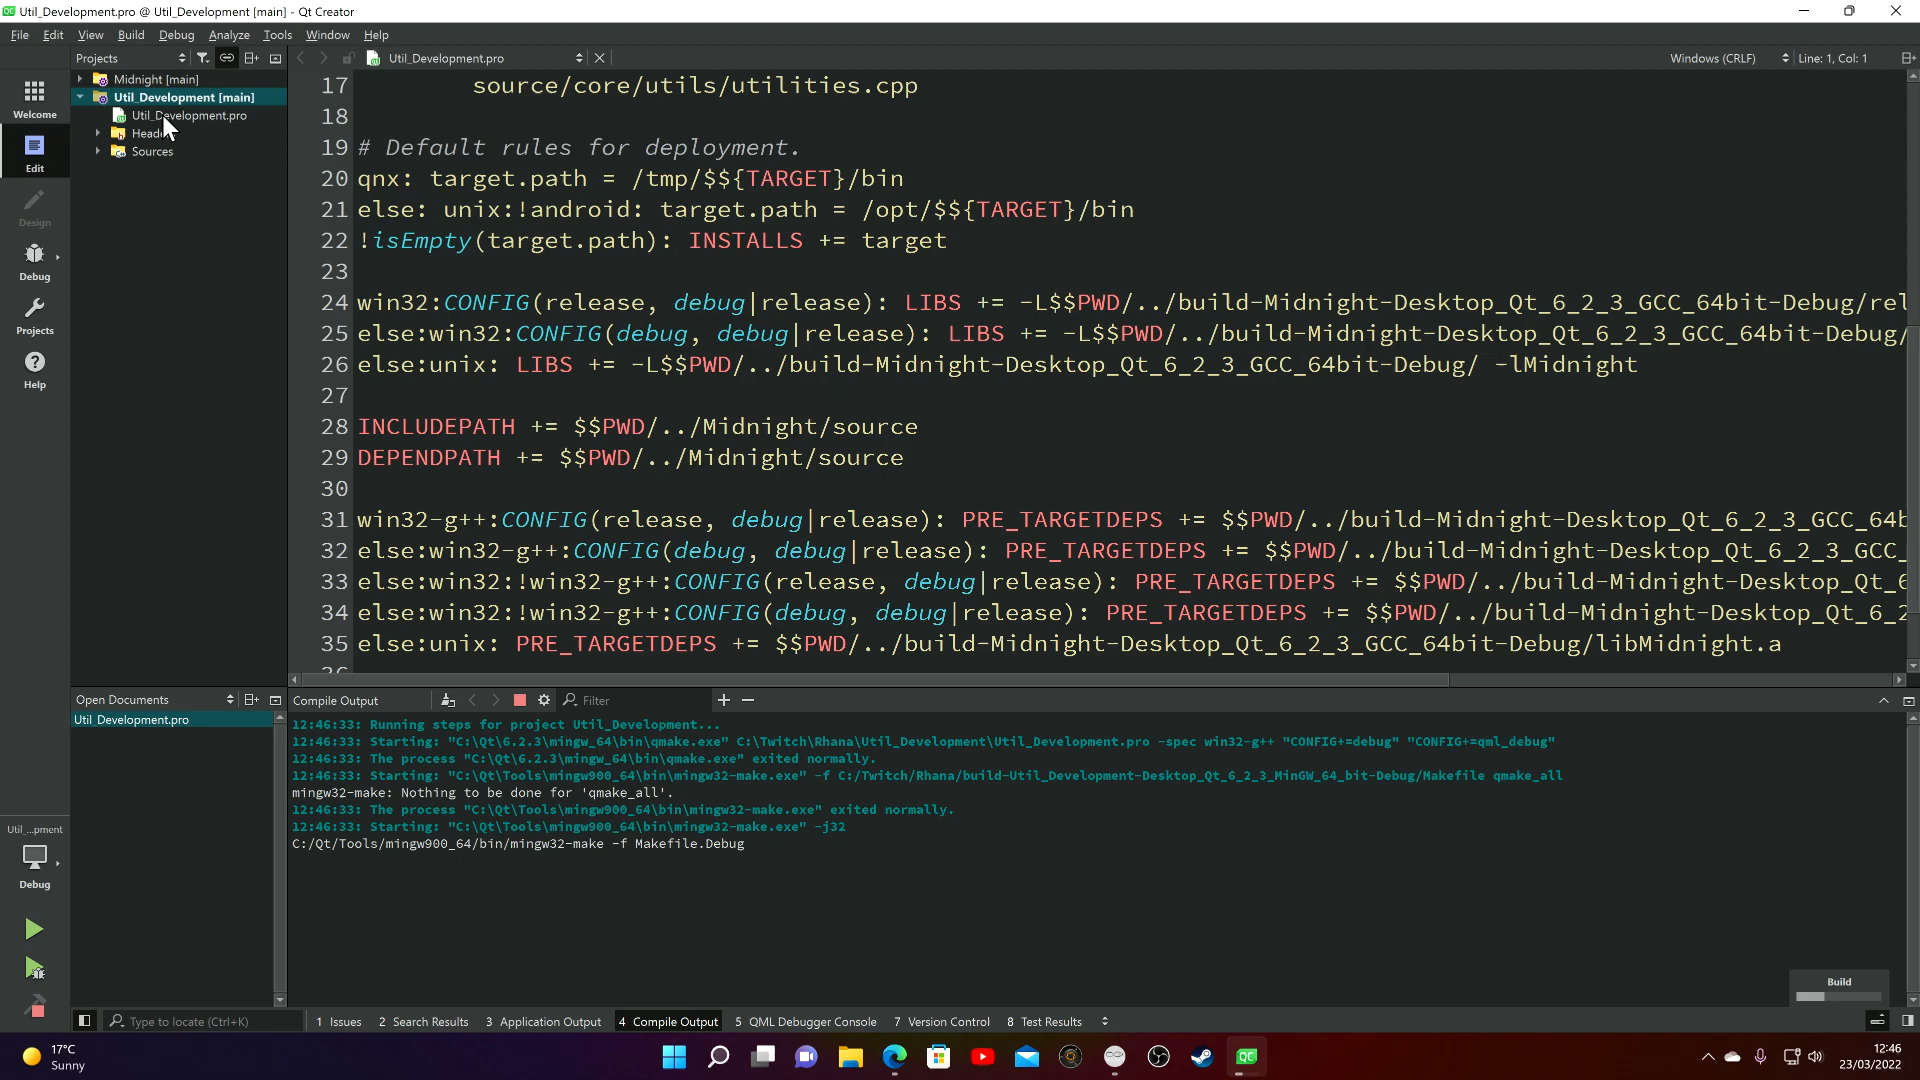 Util_Development.pro @ Util_Development [main] - Qt Creator
File Edit View Build Debug Analyze Tools Window Help
Projects
Util_Development.pro
Windows (CRLF)
Line: 1, Col: 1
Midnight [main]
Util_Development [main]
Util_Development.pro
Sources
Welcome
Edit
Design
Debug
Projects
Help
17 source/core/utils/utilities.cpp
18
19 # Default rules for deployment.
20 qnx: target.path = /tmp/$${TARGET}/bin
21 else: unix:!android: target.path = /opt/$${TARGET}/bin
22 !isEmpty(target.path): INSTALLS += target
23
24 win32:CONFIG(release, debug|release): LIBS += -L$$PWD/../build-Midnight-Desktop_Qt_6_2_3_GCC_64bit-Debug/rel
25 else:win32:CONFIG(debug, debug|release): LIBS += -L$$PWD/../build-Midnight-Desktop_Qt_6_2_3_GCC_64bit-Debug/
26 else:unix: LIBS += -L$$PWD/../build-Midnight-Desktop_Qt_6_2_3_GCC_64bit-Debug/ -lMidnight
27
28 INCLUDEPATH += $$PWD/../Midnight/source
29 DEPENDPATH += $$PWD/../Midnight/source
30
31 win32-g++:CONFIG(release, debug|release): PRE_TARGETDEPS += $$PWD/../build-Midnight-Desktop_Qt_6_2_3_GCC_64b
32 else:win32-g++:CONFIG(debug, debug|release): PRE_TARGETDEPS += $$PWD/../build-Midnight-Desktop_Qt_6_2_3_GCC_
33 else:win32:!win32-g++:CONFIG(release, debug|release): PRE_TARGETDEPS += $$PWD/../build-Midnight-Desktop_Qt_6
34 else:win32:!win32-g++:CONFIG(debug, debug|release): PRE_TARGETDEPS += $$PWD/../build-Midnight-Desktop_Qt_6_2
35 else:unix: PRE_TARGETDEPS += $$PWD/../build-Midnight-Desktop_Qt_6_2_3_GCC_64bit-Debug/libMidnight.a
Open Documents
Util_Development.pro
Compile Output
Filter
12:46:33: Running steps for project Util_Development...
12:46:33: Starting: "C:\Qt\6.2.3\mingw_64\bin\qmake.exe" C:\Twitch\Rhana\Util_Development\Util_Development.pro -spec win32-g++ "CONFIG+=debug" "CONFIG+=qml_debug"
12:46:33: The process "C:\Qt\6.2.3\mingw_64\bin\qmake.exe" exited normally.
12:46:33: Starting: "C:\Qt\Tools\mingw900_64\bin\mingw32-make.exe" -f C:/Twitch/Rhana/build-Util_Development-Desktop_Qt_6_2_3_MinGW_64_bit-Debug/Makefile qmake_all
mingw32-make: Nothing to be done for 'qmake_all'.
12:46:33: The process "C:\Qt\Tools\mingw900_64\bin\mingw32-make.exe" exited normally.
12:46:33: Starting: "C:\Qt\Tools\mingw900_64\bin\mingw32-make.exe" -j32
C:/Qt/Tools/mingw900_64/bin/mingw32-make -f Makefile.Debug
Util_...pment
Debug
Build
Type to locate (Ctrl+K)
1 Issues
2 Search Results
3 Application Output
4 Compile Output
5 QML Debugger Console
7 Version Control
8 Test Results
17°C
Sunny
QC
12:46
23/03/2022